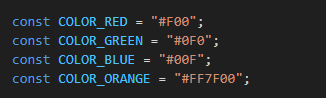 const COLOR_RED = "#F00";
const COLOR_GREEN = "#0F0";
const COLOR_BLUE = "#00F";
const COLOR_ORANGE = "#FF7F00";